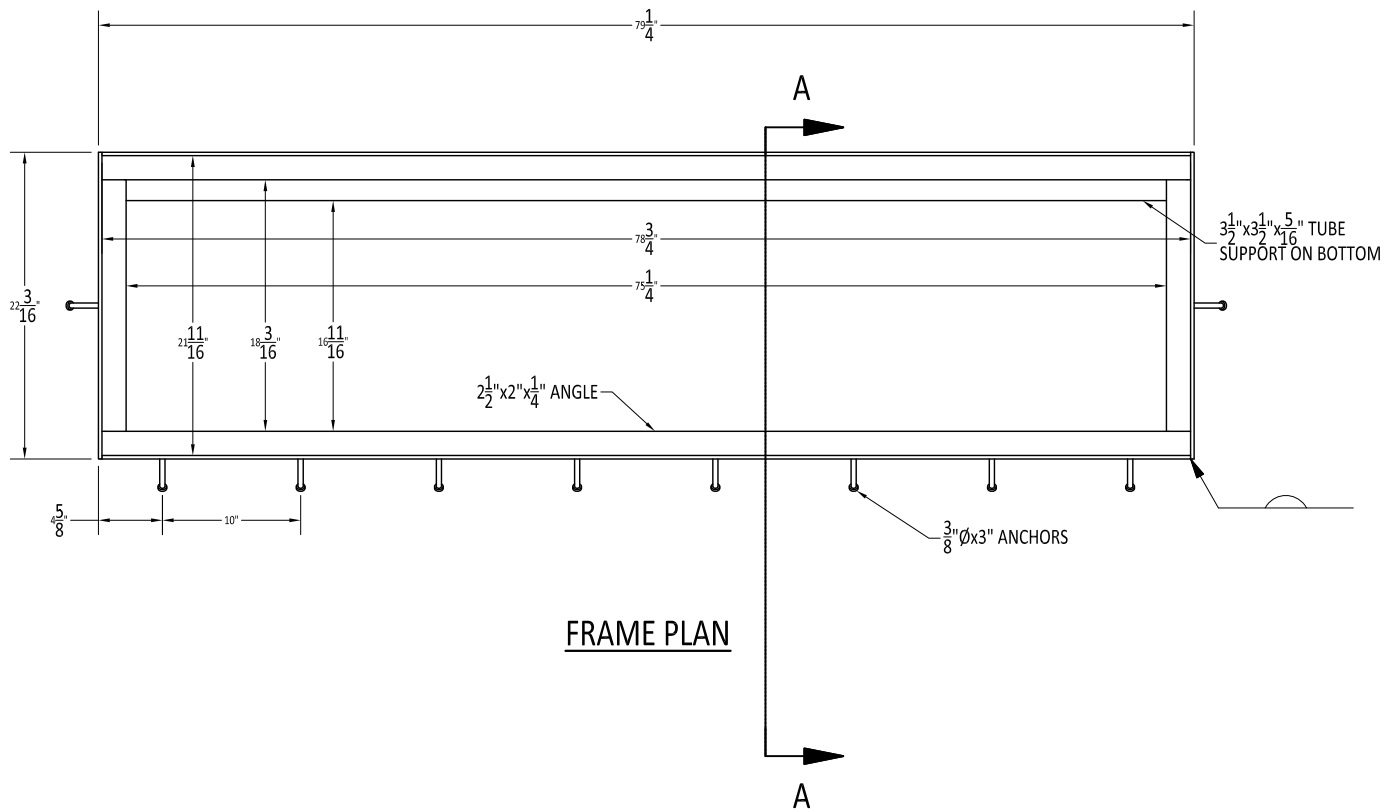 79 1/4"
A
3 1/2"x3 1/2"x5/16" TUBE
SUPPORT ON BOTTOM
78 3/4"
75 1/4"
22 3/16"
21 11/16"
18 3/16"
16 11/16"
2 1/2"x2"x1/4" ANGLE
4 5/8"
10"
3/8"Øx3" ANCHORS
FRAME PLAN
A